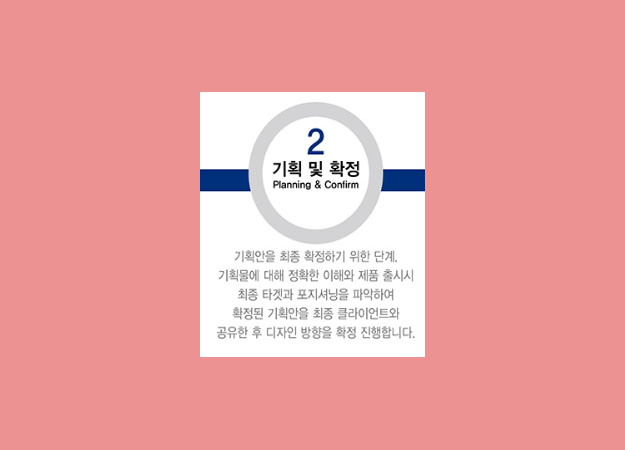 2
기획 및 확정
Planning & Confirm
기획안을 최종 확정하기 위한 단계.
기획물에 대해 정확한 이해와 제품 출시시
최종 타겟과 포지셔닝을 파악하여
확정된 기획안을 최종 클라이언트와
공유한 후 디자인 방향을 확정 진행합니다.